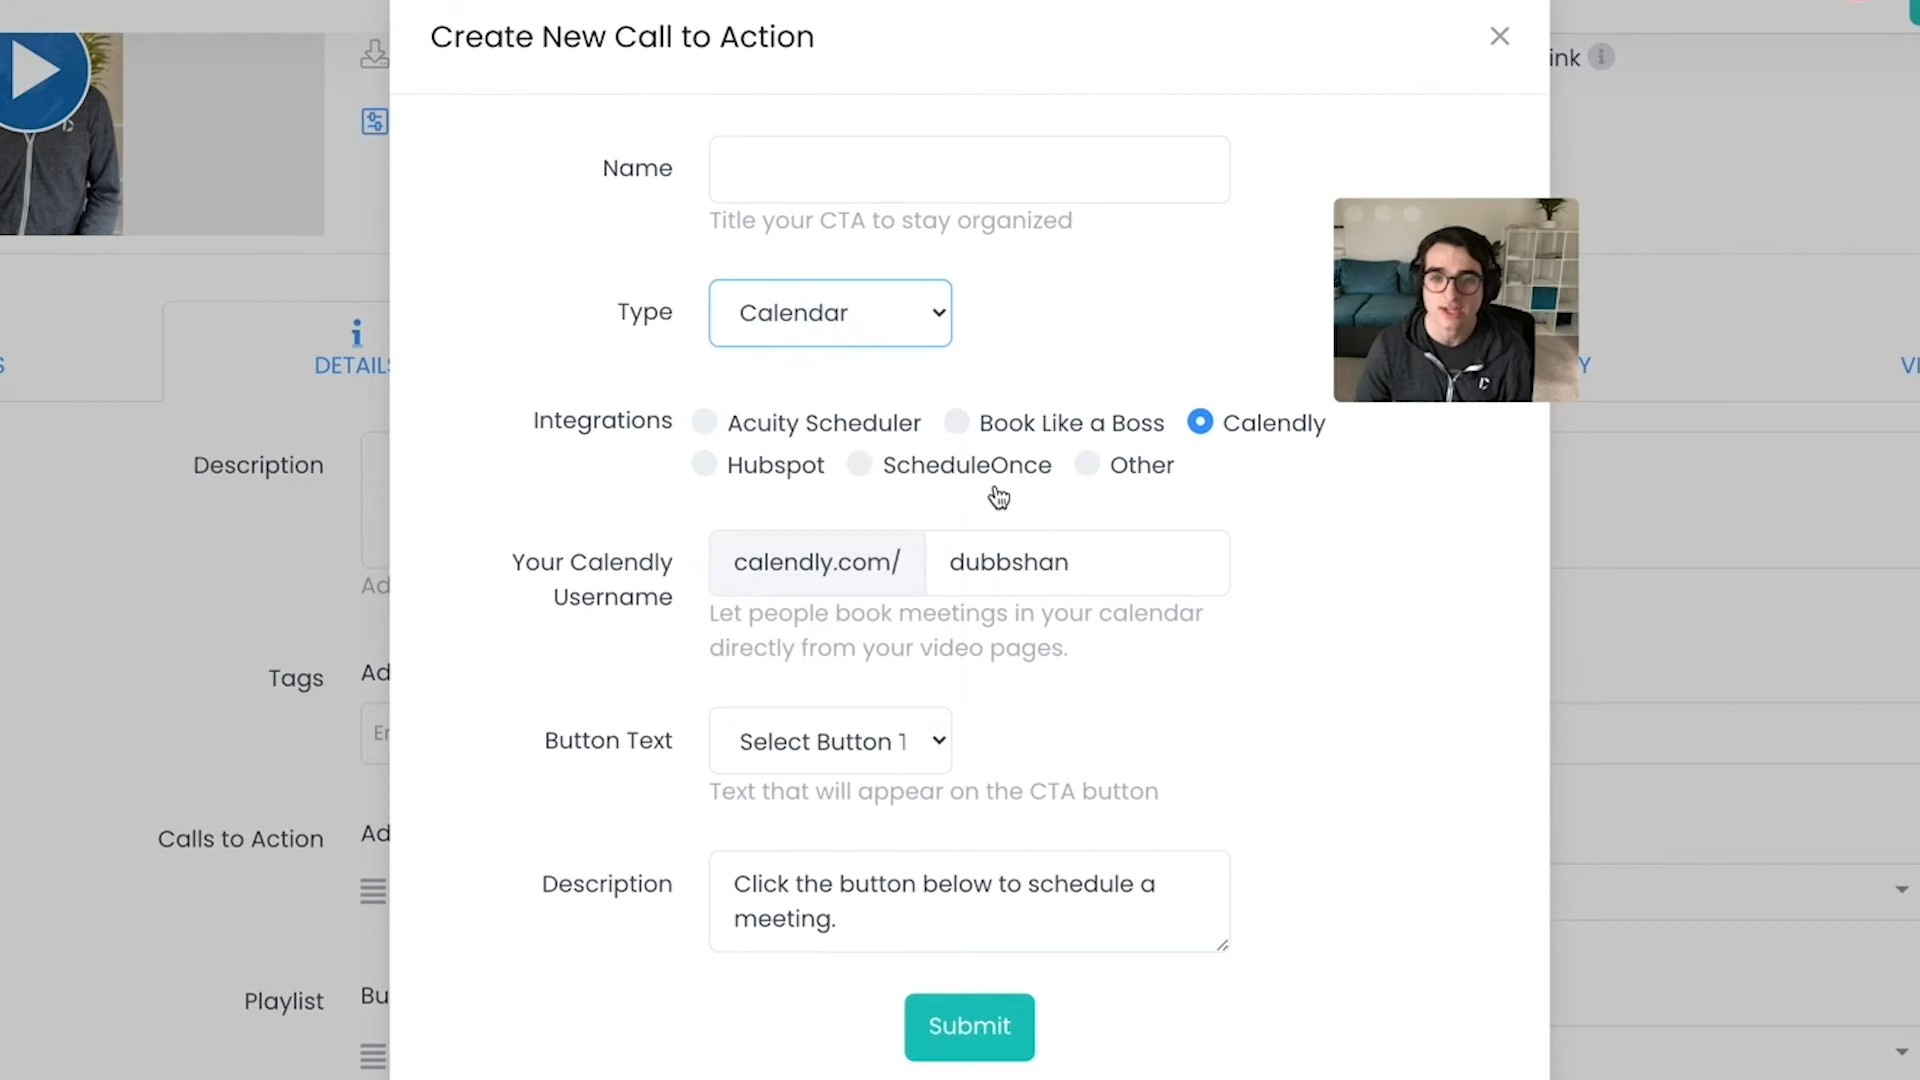 Create New Call to Action
ink
Name
Title your CTA to stay organized
Type
Calendar
DETAILS
Integrations
Acuity Scheduler
Book Like a Boss
Calendly
Hubspot
ScheduleOnce
Other
Description
Your Calendly
Username
calendly.com/
dubbshan
Let people book meetings in your calendar
directly from your video pages.
Tags
Ad
Button Text
Select Button T
Text that will appear on the CTA button
Calls to Action
Ad
Description
Click the button below to schedule a
meeting.
Playlist
Bu
Submit